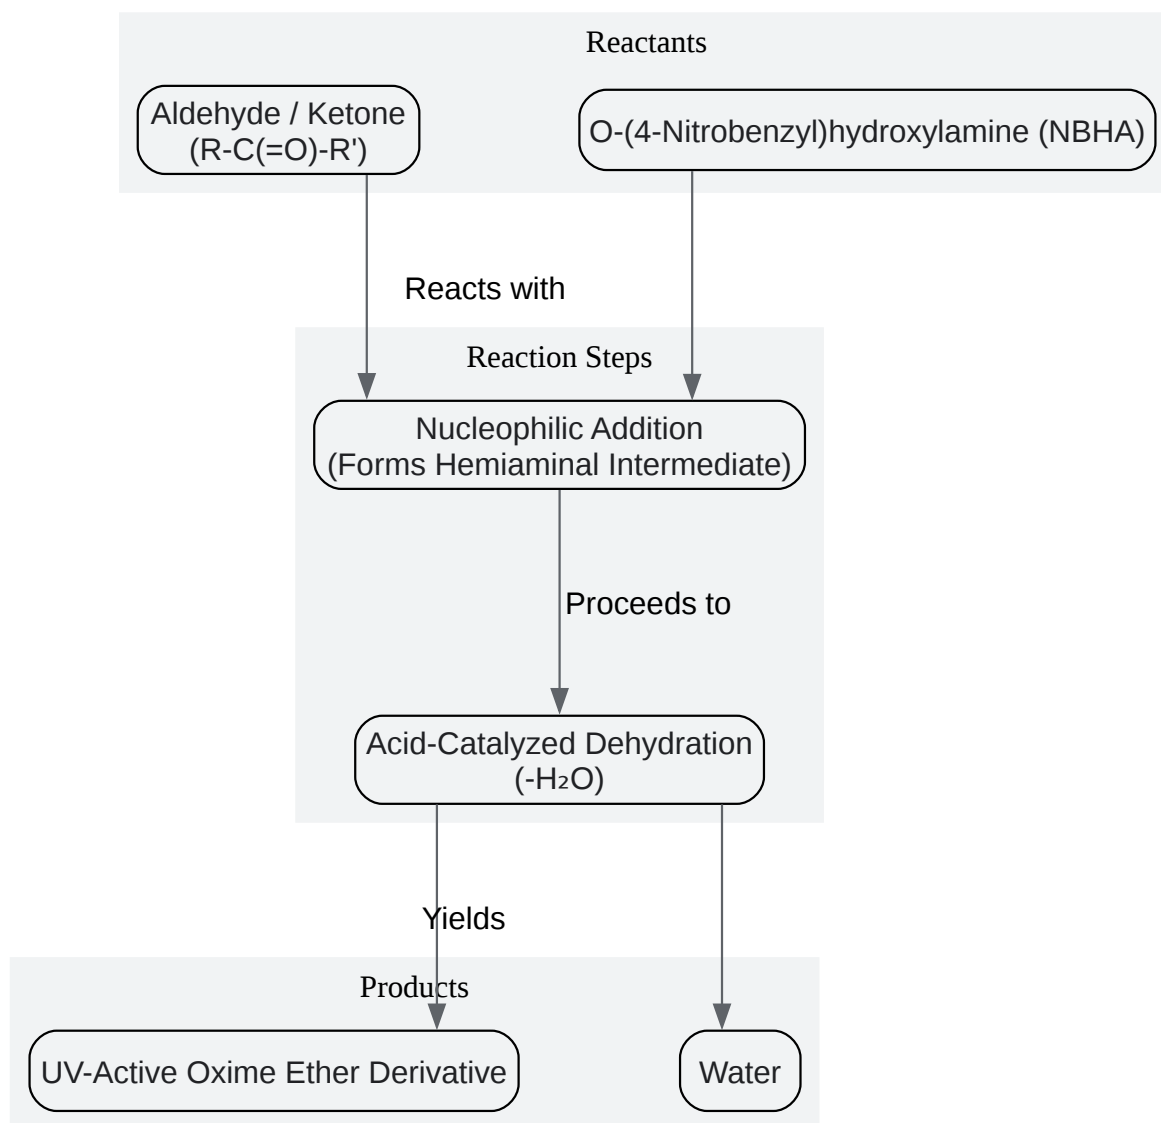 Reactants
Aldehyde / Ketone
(R-C(=O)-R')
O-(4-Nitrobenzyl)hydroxylamine (NBHA)
Reacts with
Reaction Steps
Nucleophilic Addition
(Forms Hemiaminal Intermediate)
Proceeds to
Acid-Catalyzed Dehydration
(-H₂O)
Yields
Products
UV-Active Oxime Ether Derivative
Water